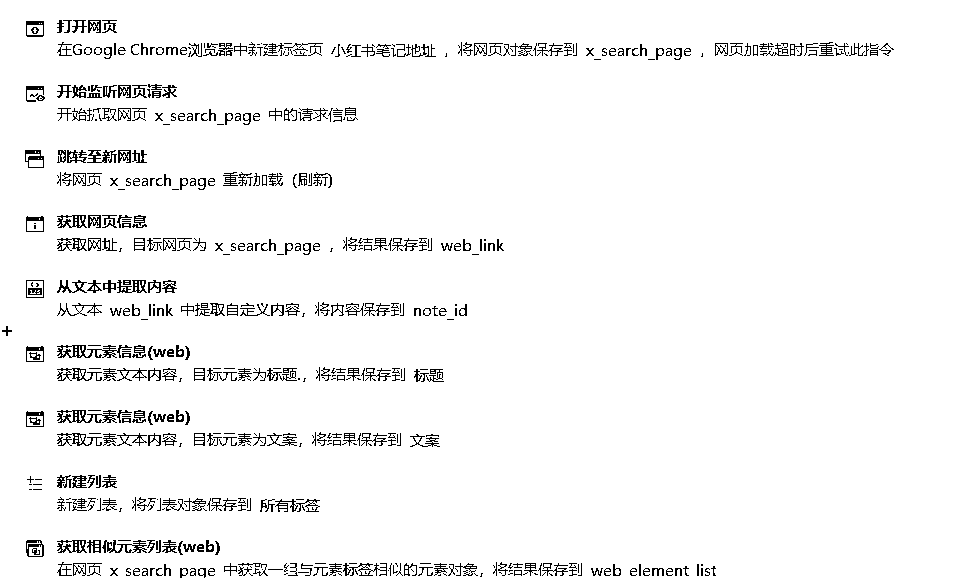 打开网页
在Google Chrome浏览器中新建标签页 小红书笔记地址 ，将网页对象保存到 x_search_page ，网页加载超时后重试此指令
开始监听网页请求
开始抓取网页 x_search_page 中的请求信息
跳转至新网址
将网页 x_search_page 重新加载 (刷新)
获取网页信息
获取网址，目标网页为 x_search_page ，将结果保存到 web_link
从文本中提取内容
从文本 web_link 中提取自定义内容，将内容保存到 note_id
获取元素信息(web)
获取元素文本内容，目标元素为标题.，将结果保存到 标题
获取元素信息(web)
获取元素文本内容，目标元素为文案，将结果保存到 文案
新建列表
新建列表，将列表对象保存到 所有标签
获取相似元素列表(web)
在网页 x_search_page 中获取一组与元素标签相似的元素对象，将结果保存到 web_element_list